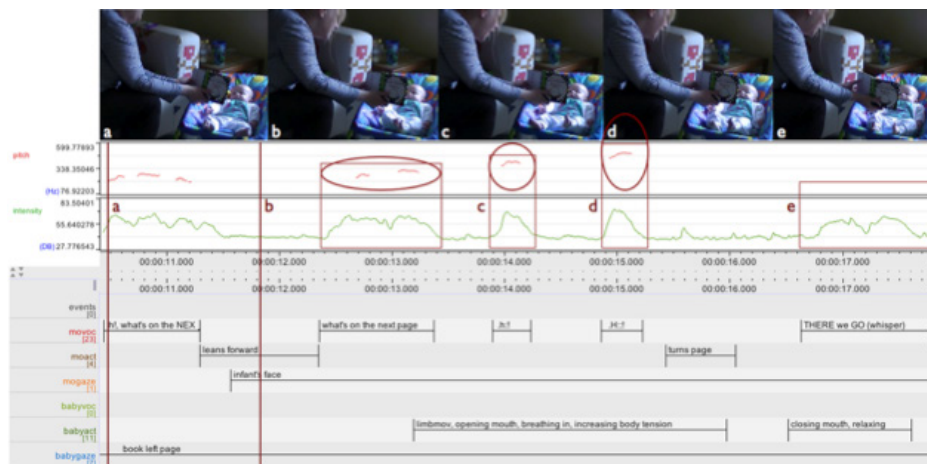 a b c d e
pitch
599.77893
338.35046
(Hz) 76.92203
intensity
83.50401
55.640278
(DB) 27.776543
a b c d e
00:00:11.000 00:00:12.000 00:00:13.000 00:00:14.000 00:00:15.000 00:00:16.000 00:00:17.000
00:00:11.000 00:00:12.000 00:00:13.000 00:00:14.000 00:00:15.000 00:00:16.000 00:00:17.000
events
[0]
movoc h!, what's on the NEX what's on the next page .h:! .H::! THERE we GO (whisper)
[23]
moact leans forward turns page
[4]
mogaze infant's face
[1]
babyvoc
[0]
babyact limbmov, opening mouth, breathing in, increasing body tension closing mouth, relaxing
[11]
babygaze book left page